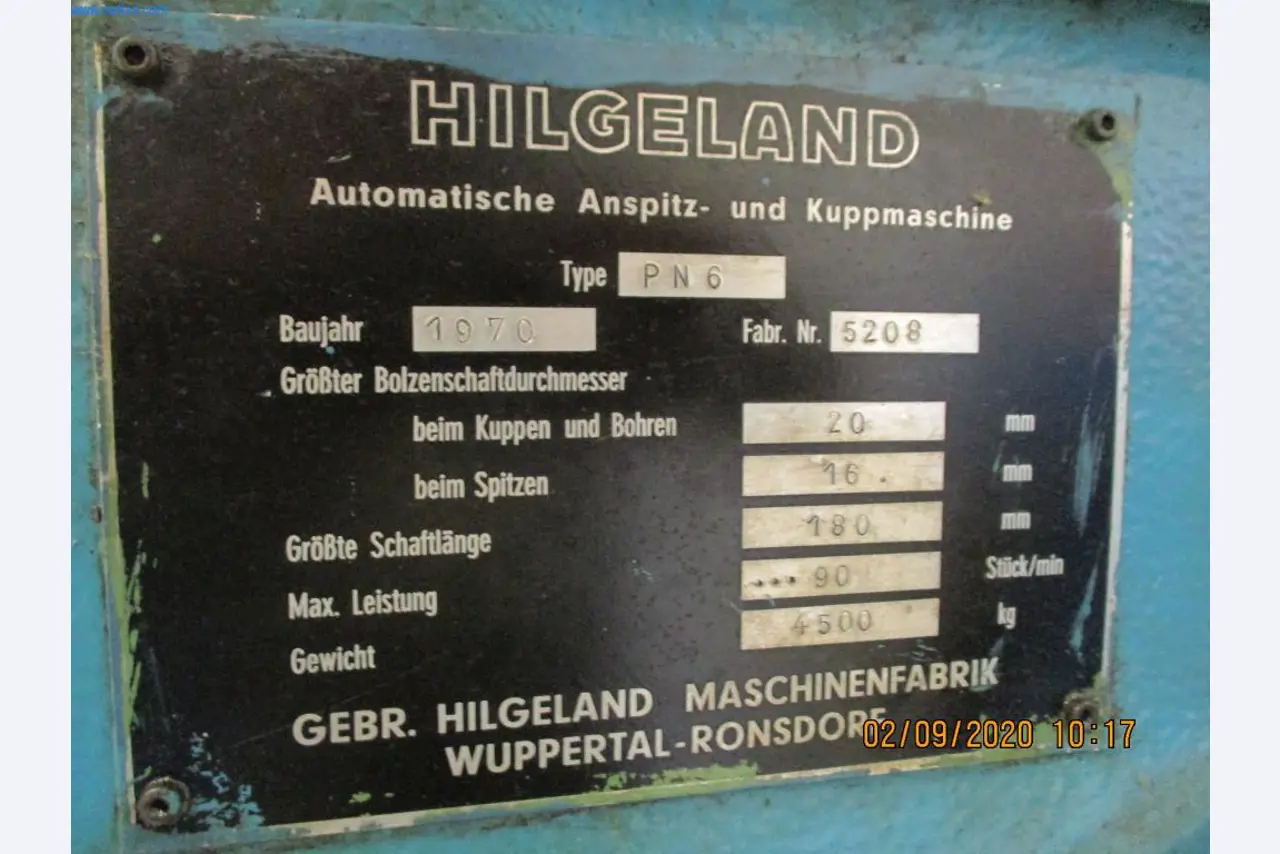 HILGELAND
Automatische Anspitz- und Kuppmaschine
Type PN6
Baujahr 1970 Fabr. Nr. 5208
Größter Bolzenschaftdurchmesser
beim Kuppen und Bohren 20 mm
beim Spitzen 16 . mm
Größte Schaftlänge 180 mm
Max. Leistung ...90 Stück/min
Gewicht 4500 kg
GEBR. HILGELAND MASCHINENFABRIK
WUPPERTAL-RONSDORF
02/09/2020 10:17